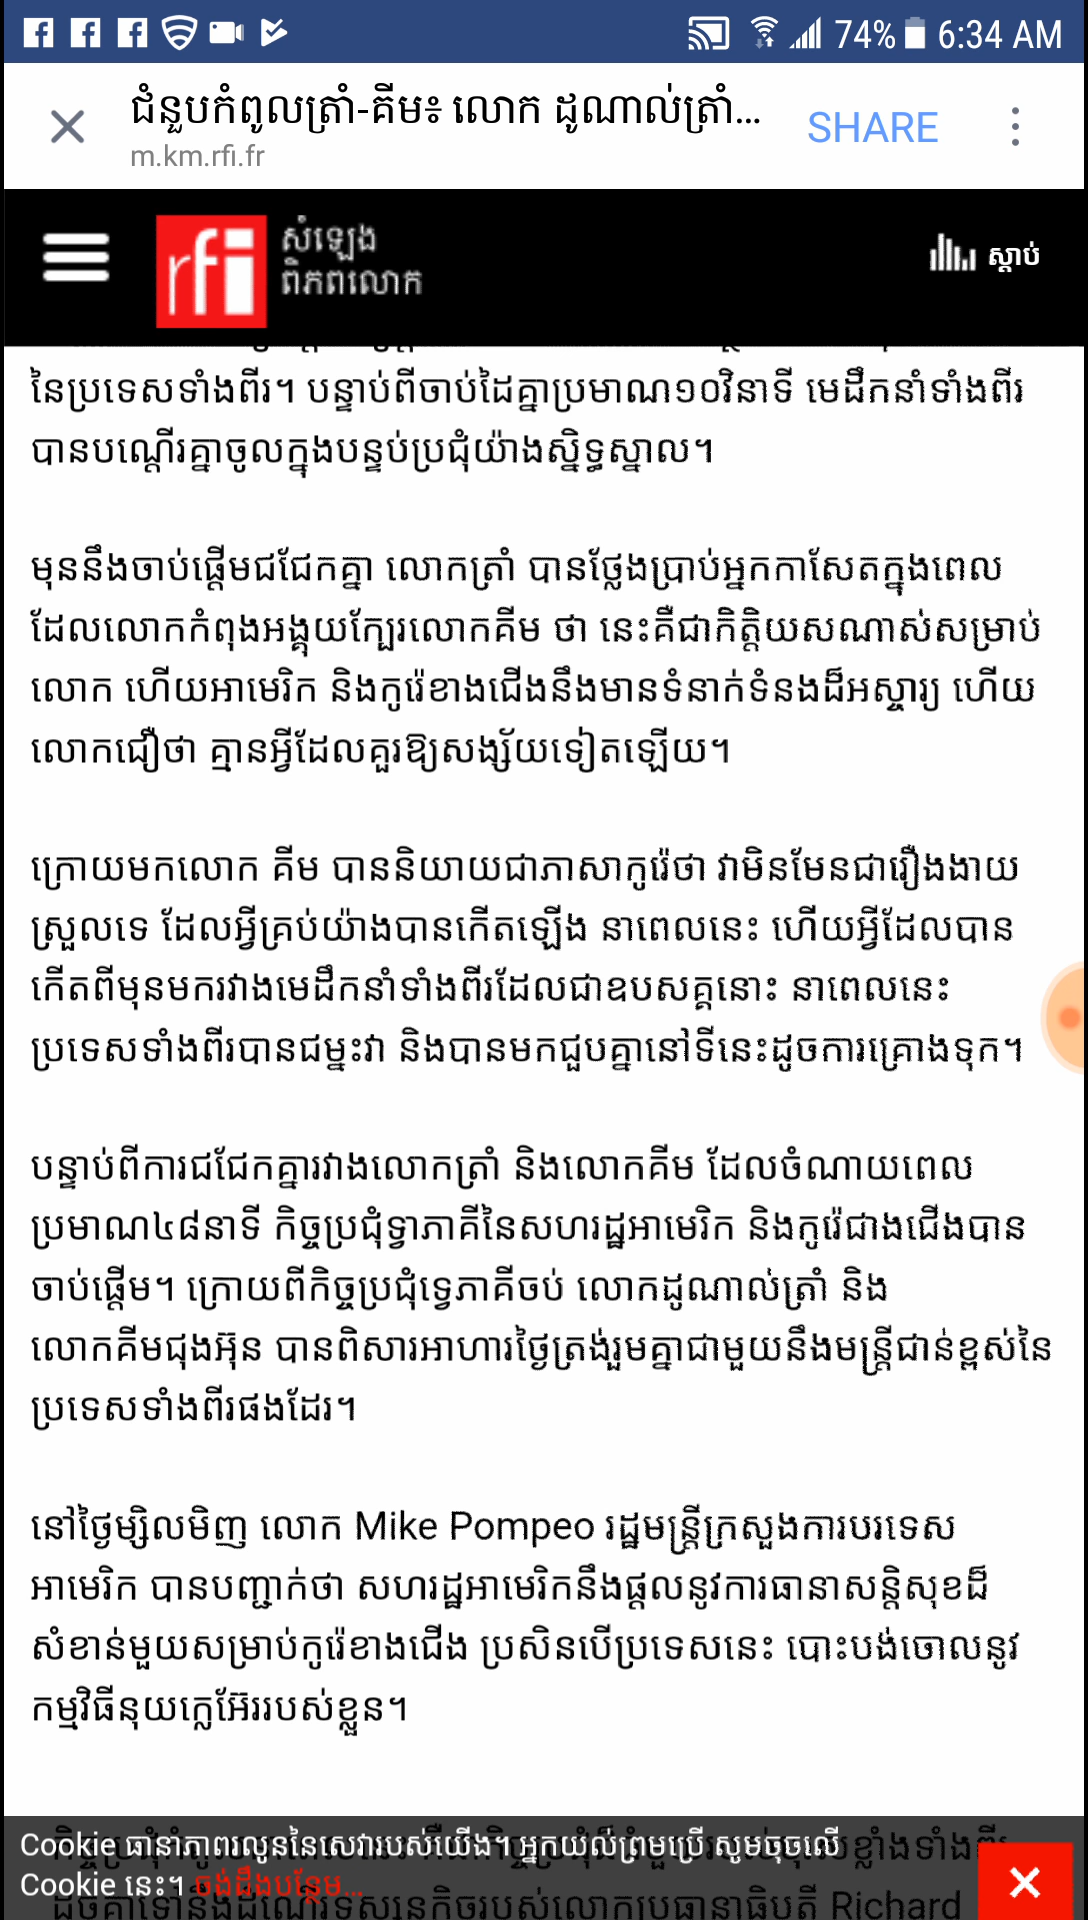 74% 6:34 AM
ជំនួបកំពូលត្រាំ-គីម៖ លោក ដូណាល់ត្រាំ...
SHARE
m.km.rfi.fr
rfi
សំឡេង
ពិភពលោក
ស្តាប់
នៃប្រទេសទាំងពីរ។ បន្ទាប់ពីចាប់ដៃគ្នាប្រមាណ១០វិនាទី មេដឹកនាំទាំងពីរ
បានបណ្តើរគ្នាចូលក្នុងបន្ទប់ប្រជុំយ៉ាងស្និទ្ធស្នាល។
មុននឹងចាប់ផ្តើមជជែកគ្នា លោកត្រាំ បានថ្លែងប្រាប់អ្នកកាសែតក្នុងពេល
ដែលលោកកំពុងអង្គុយក្បែរលោកគីម ថា នេះគឺជាកិត្តិយសណាស់សម្រាប់
លោក ហើយអាមេរិក និងកូរ៉េខាងជើងនឹងមានទំនាក់ទំនងដ៏អស្ចារ្យ ហើយ
លោកជឿថា គ្មានអ្វីដែលគួរឱ្យសង្ស័យទៀតឡើយ។
ក្រោយមកលោក គីម បាននិយាយជាភាសាកូរ៉េថា វាមិនមែនជារឿងងាយ
ស្រួលទេ ដែលអ្វីគ្រប់យ៉ាងបានកើតឡើង នាពេលនេះ ហើយអ្វីដែលបាន
កើតពីមុនមករវាងមេដឹកនាំទាំងពីរដែលជាឧបសគ្គនោះ នាពេលនេះ
ប្រទេសទាំងពីរបានជម្នះវា និងបានមកជួបគ្នានៅទីនេះដូចការគ្រោងទុក។
បន្ទាប់ពីការជជែកគ្នារវាងលោកត្រាំ និងលោកគីម ដែលចំណាយពេល
ប្រមាណ៤៨នាទី កិច្ចប្រជុំទ្វាភាគីនៃសហរដ្ឋអាមេរិក និងកូរ៉េជាងជើងបាន
ចាប់ផ្តើម។ ក្រោយពីកិច្ចប្រជុំទ្វេភាគីចប់ លោកដូណាល់ត្រាំ និង
លោកគីមជុងអ៊ុន បានពិសារអាហារថ្ងៃត្រង់រួមគ្នាជាមួយនឹងមន្ត្រីជាន់ខ្ពស់នៃ
ប្រទេសទាំងពីរផងដែរ។
នៅថ្ងៃម្សិលមិញ លោក Mike Pompeo រដ្ឋមន្ត្រីក្រសួងការបរទេស
អាមេរិក បានបញ្ជាក់ថា សហរដ្ឋអាមេរិកនឹងផ្តលនូវការធានាសន្តិសុខដ៏
សំខាន់មួយសម្រាប់កូរ៉េខាងជើង ប្រសិនបើប្រទេសនេះ បោះបង់ចោលនូវ
កម្មវិធីនុយក្លេអ៊ែររបស់ខ្លួន។
Cookie ធានាភាពរលូននៃសេវារបស់យើង។ អ្នកយល់ព្រមប្រើ សូមចុចលើ
Cookie នេះ។ ចង់ដឹងបន្ថែម...
Richard